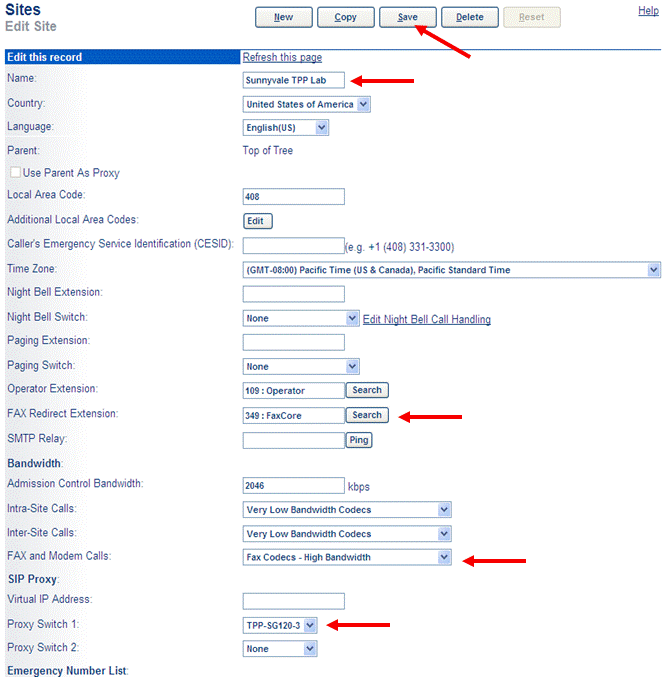 Sites
Edit Site
New Copy Save Delete Reset
Help
Edit this record Refresh this page
Name: Sunnyvale TPP Lab
Country: United States of America
Language: English(US)
Parent: Top of Tree
Use Parent As Proxy
Local Area Code: 408
Additional Local Area Codes: Edit
Caller's Emergency Service Identification (CESID): (e.g. +1 (408) 331-3300)
Time Zone: (GMT-08:00) Pacific Time (US & Canada), Pacific Standard Time
Night Bell Extension:
Night Bell Switch: None Edit Night Bell Call Handling
Paging Extension:
Paging Switch: None
Operator Extension: 109 : Operator Search
FAX Redirect Extension: 349 : FaxCore Search
SMTP Relay: Ping
Bandwidth:
Admission Control Bandwidth: 2046 kbps
Intra-Site Calls: Very Low Bandwidth Codecs
Inter-Site Calls: Very Low Bandwidth Codecs
FAX and Modem Calls: Fax Codecs - High Bandwidth
SIP Proxy:
Virtual IP Address:
Proxy Switch 1: TPP-SG120-3
Proxy Switch 2: None
Emergency Number List: